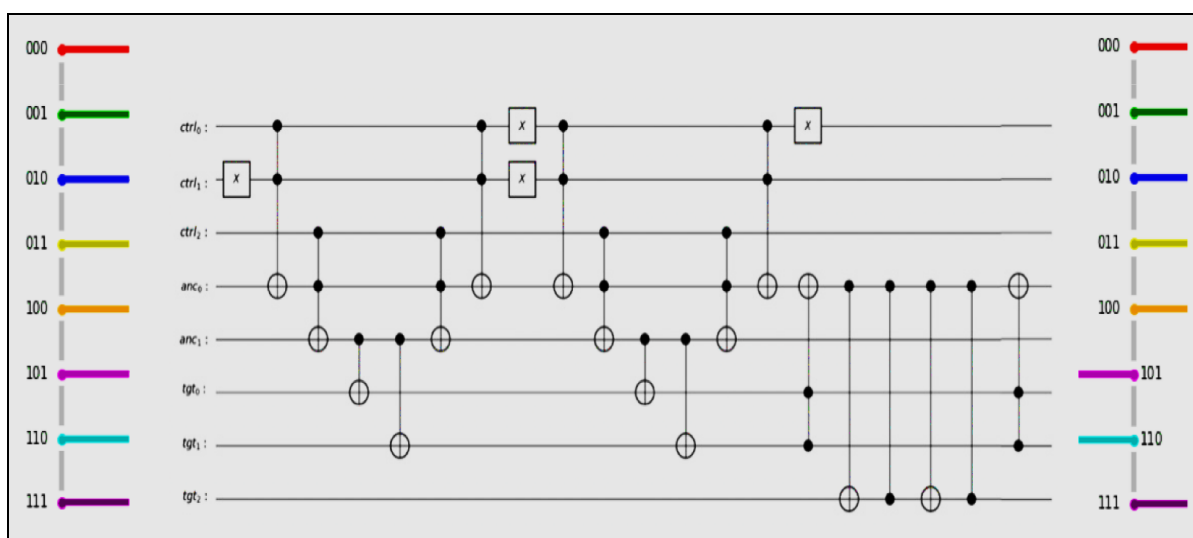 000
001
010
011
100
101
110
111
ctrl₀ :
ctrl₁ :
ctrl₂ :
anc₀ :
anc₁ :
tgt₀ :
tgt₁ :
tgt₂ :
X
X
X
X
X
000
001
010
011
100
101
110
111